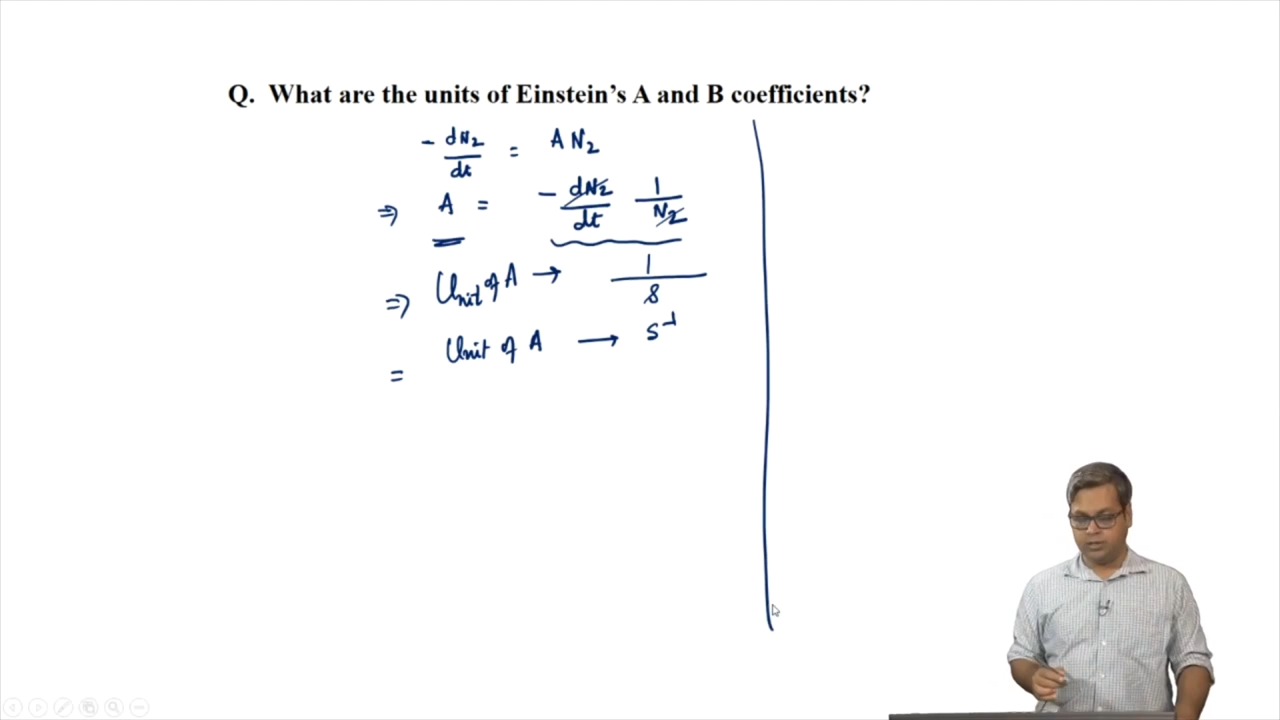 Q. What are the units of Einstein's A and B coefficients?
- dN₂/dt = A N₂
⇒ A = - dN₂/dt 1/N₂
⇒ Unit of A → 1/s
Unit of A → s⁻¹
=